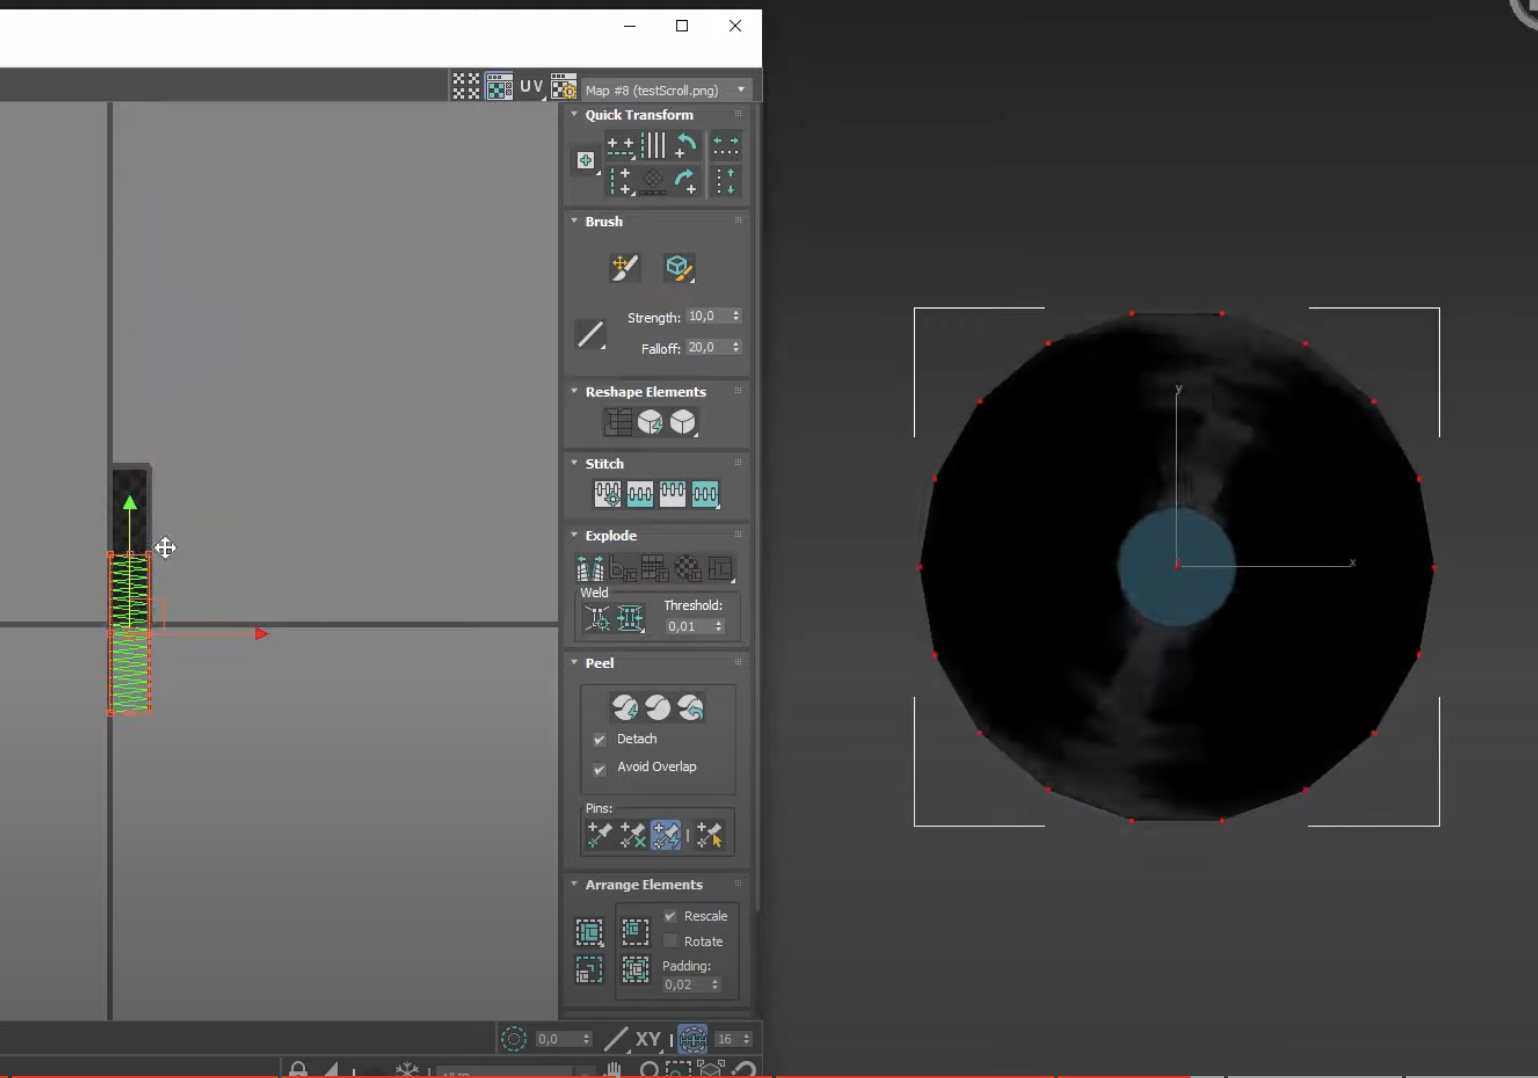 UV
Map #8 (testScroll.png)
Quick Transform
Brush
Strength: 10,0
Falloff: 20,0
Reshape Elements
Stitch
Explode
Weld
Threshold:
0,01
Peel
Detach
Avoid Overlap
Pins:
Arrange Elements
Rescale
Rotate
Padding:
0,02
0,0
XY
16
y
x